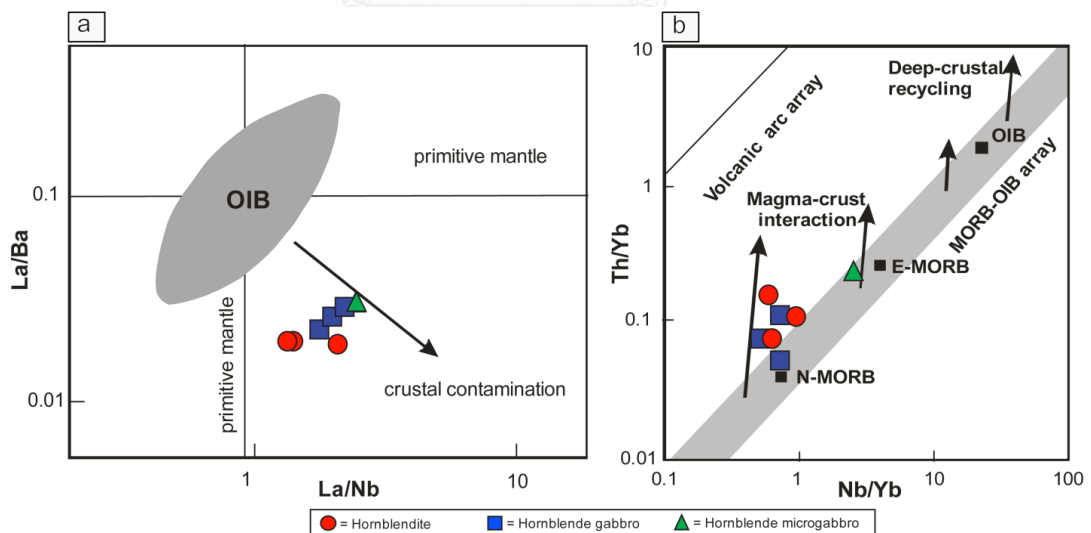 a
La/Ba
0.1
0.01
OIB
primitive mantle
primitive mantle
crustal contamination
1
10
La/Nb
b
Th/Yb
10
1
0.1
0.01
Volcanic arc array
Deep-crustal
recycling
OIB
MORB-OIB array
Magma-crust
interaction
E-MORB
N-MORB
0.1
1
10
100
Nb/Yb
= Hornblendite
= Hornblende gabbro
= Hornblende microgabbro